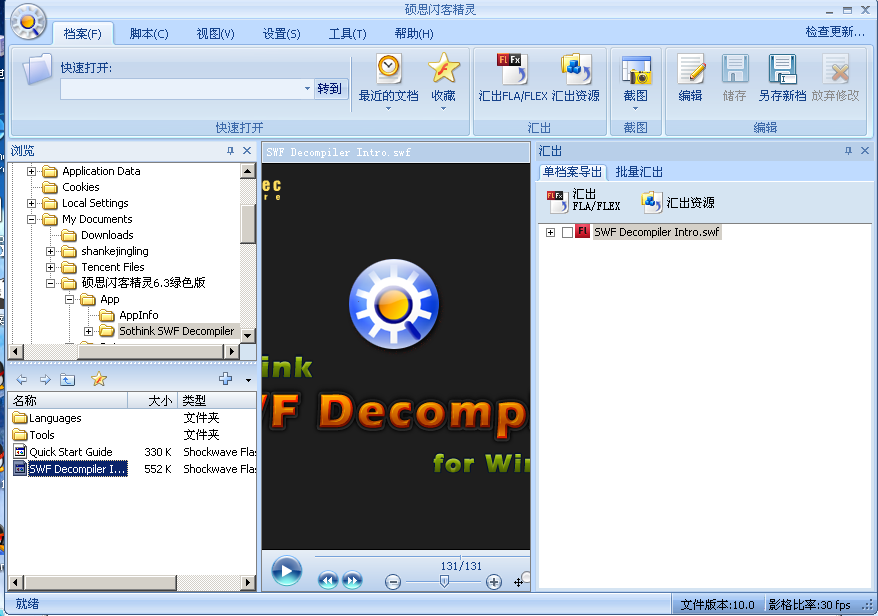 硕思闪客精灵
档案(F) 脚本(C) 视图(V) 设置(S) 工具(T) 帮助(H) 检查更新...
快速打开:
转到
最近的文档 收藏 汇出FLA/FLEX 汇出资源 截图 编辑 储存 另存新档 放弃修改
快速打开 汇出 截图 编辑
浏览
Application Data
Cookies
Local Settings
My Documents
Downloads
shankejingling
Tencent Files
硕思闪客精灵6.3绿色版
App
AppInfo
Sothink SWF Decompiler
名称 大小 类型
Languages 文件夹
Tools 文件夹
Quick Start Guide 330 K Shockwave Flas
SWF Decompiler I... 552 K Shockwave Flas
SWF Decompiler Intro.swf
ec
re
ink
F Decomp
for Win
131/131
汇出
单档案导出 批量汇出
汇出
FLA/FLEX
汇出资源
SWF Decompiler Intro.swf
就绪 文件版本:10.0 影格比率:30 fps